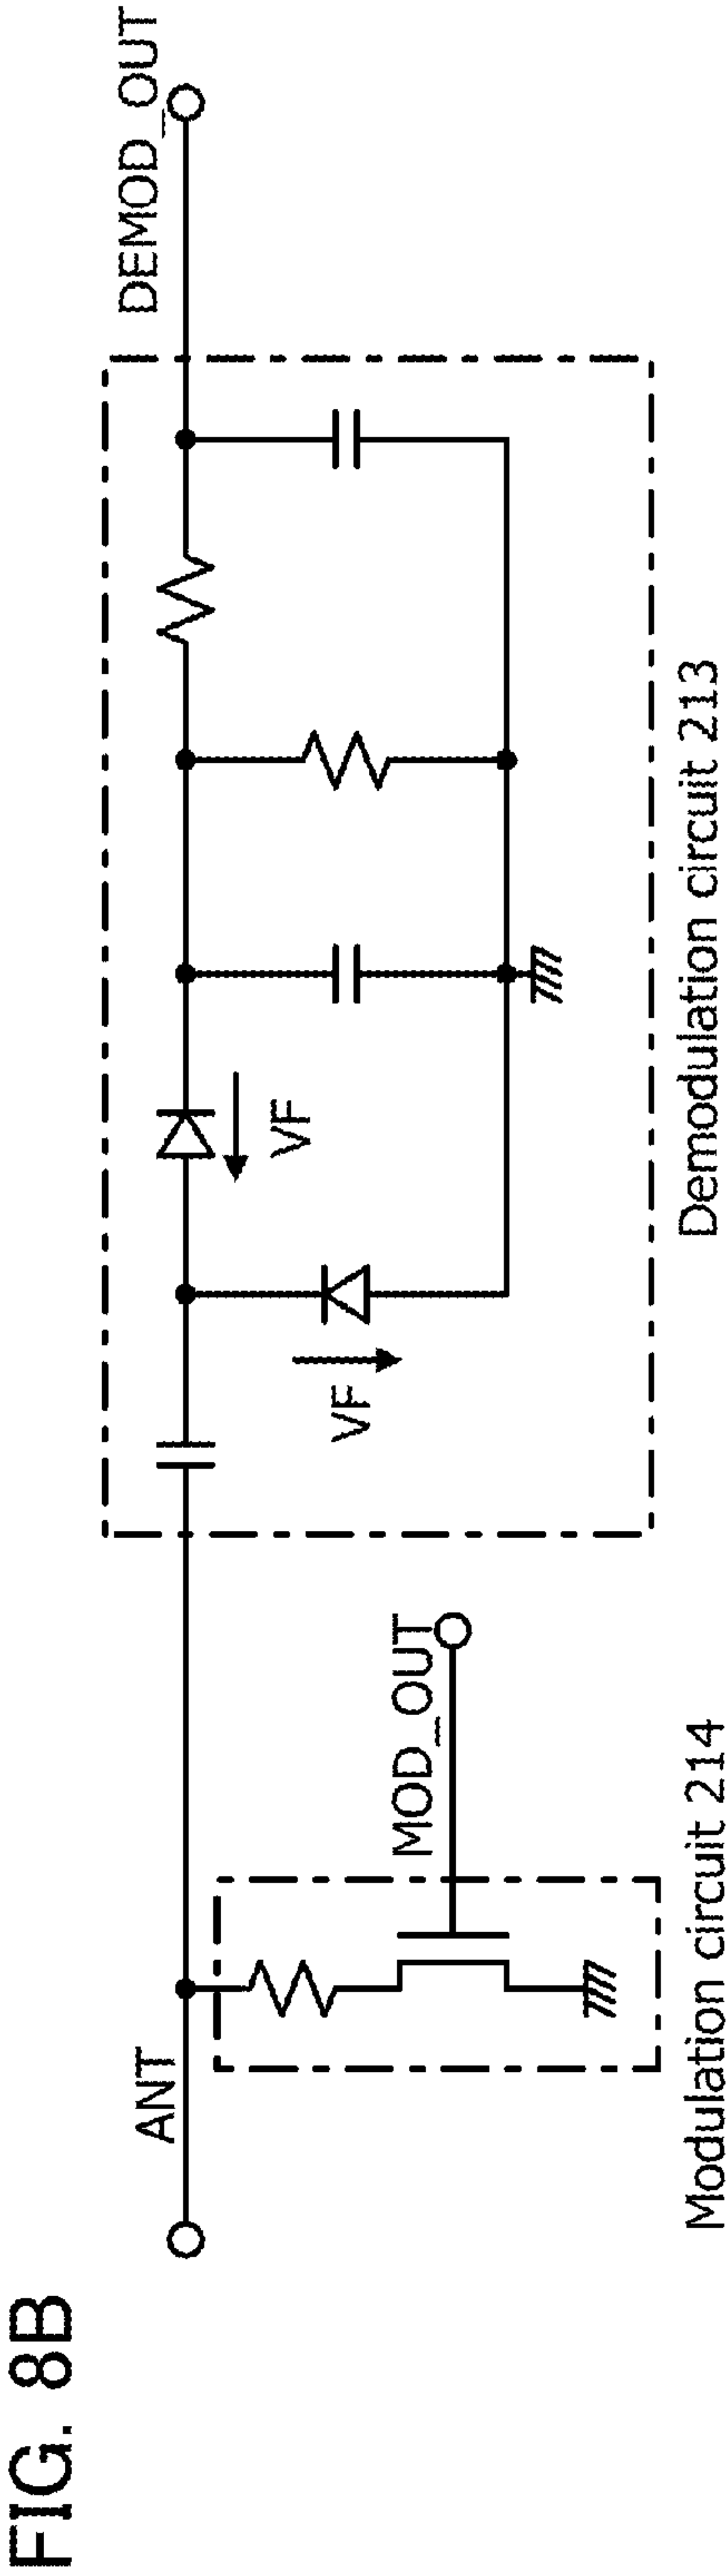 FIG. 8B
ANT
MOD_OUT
Modulation circuit 214
VF
VF
Demodulation circuit 213
DEMOD_OUT